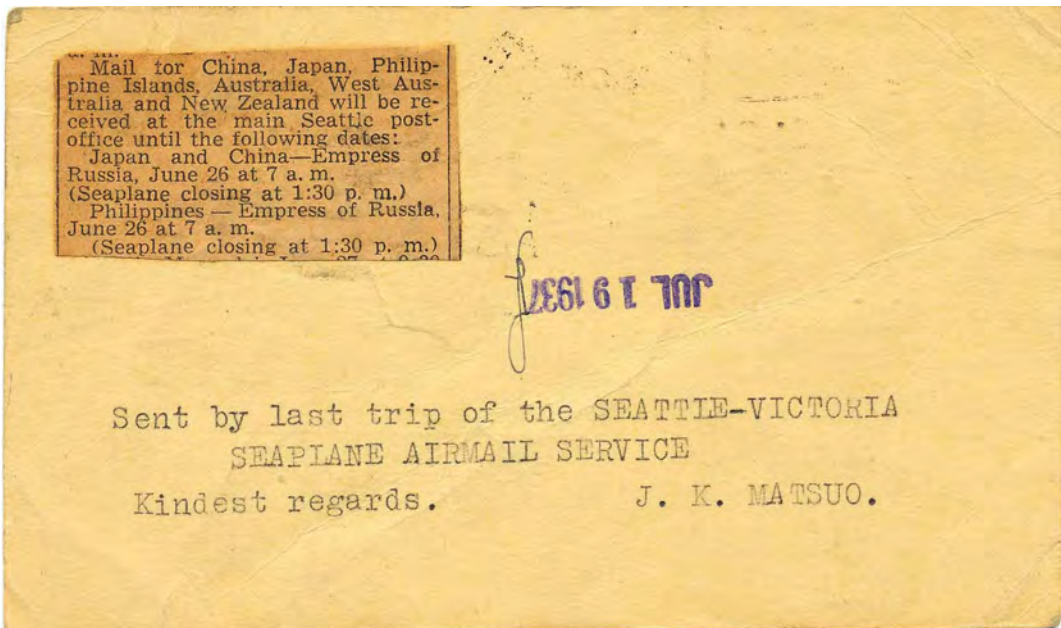 Mail for China, Japan, Philip-
pine Islands, Australia, West Aus-
tralia and New Zealand will be re-
ceived at the main Seattle post-
office until the following dates:
Japan and China—Empress of
Russia, June 26 at 7 a. m.
(Seaplane closing at 1:30 p. m.)
Philippines — Empress of Russia,
June 26 at 7 a. m.
(Seaplane closing at 1:30 p. m.)
JUL 19 1937
Sent by last trip of the SEATTLE-VICTORIA
SEAPLANE AIRMAIL SERVICE
Kindest regards. J. K. MATSUO.